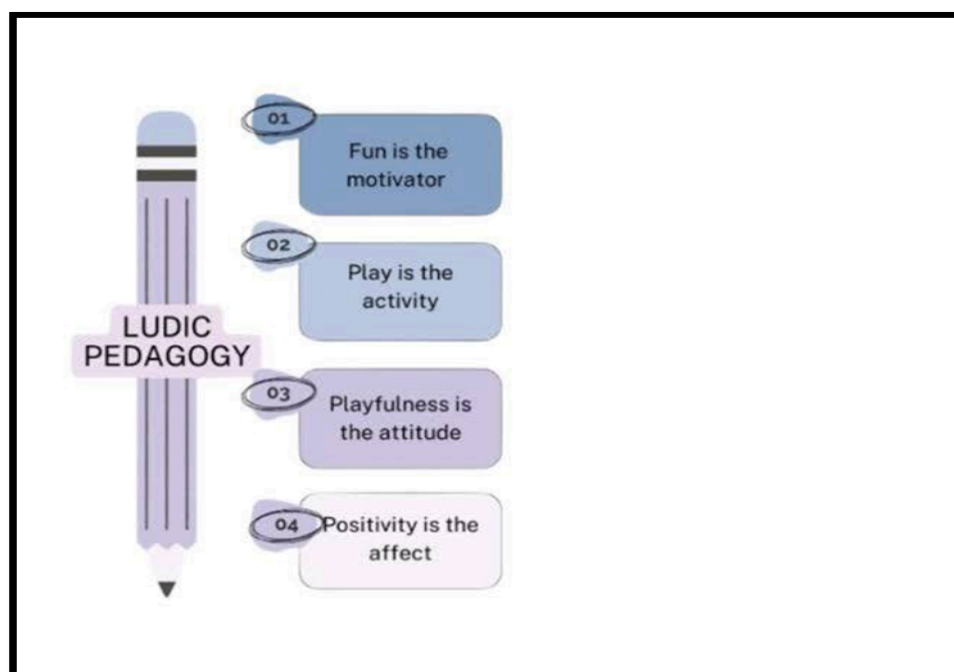 01
Fun is the
motivator
02
Play is the
activity
LUDIC
PEDAGOGY
03
Playfulness is
the attitude
04
Positivity is the
affect